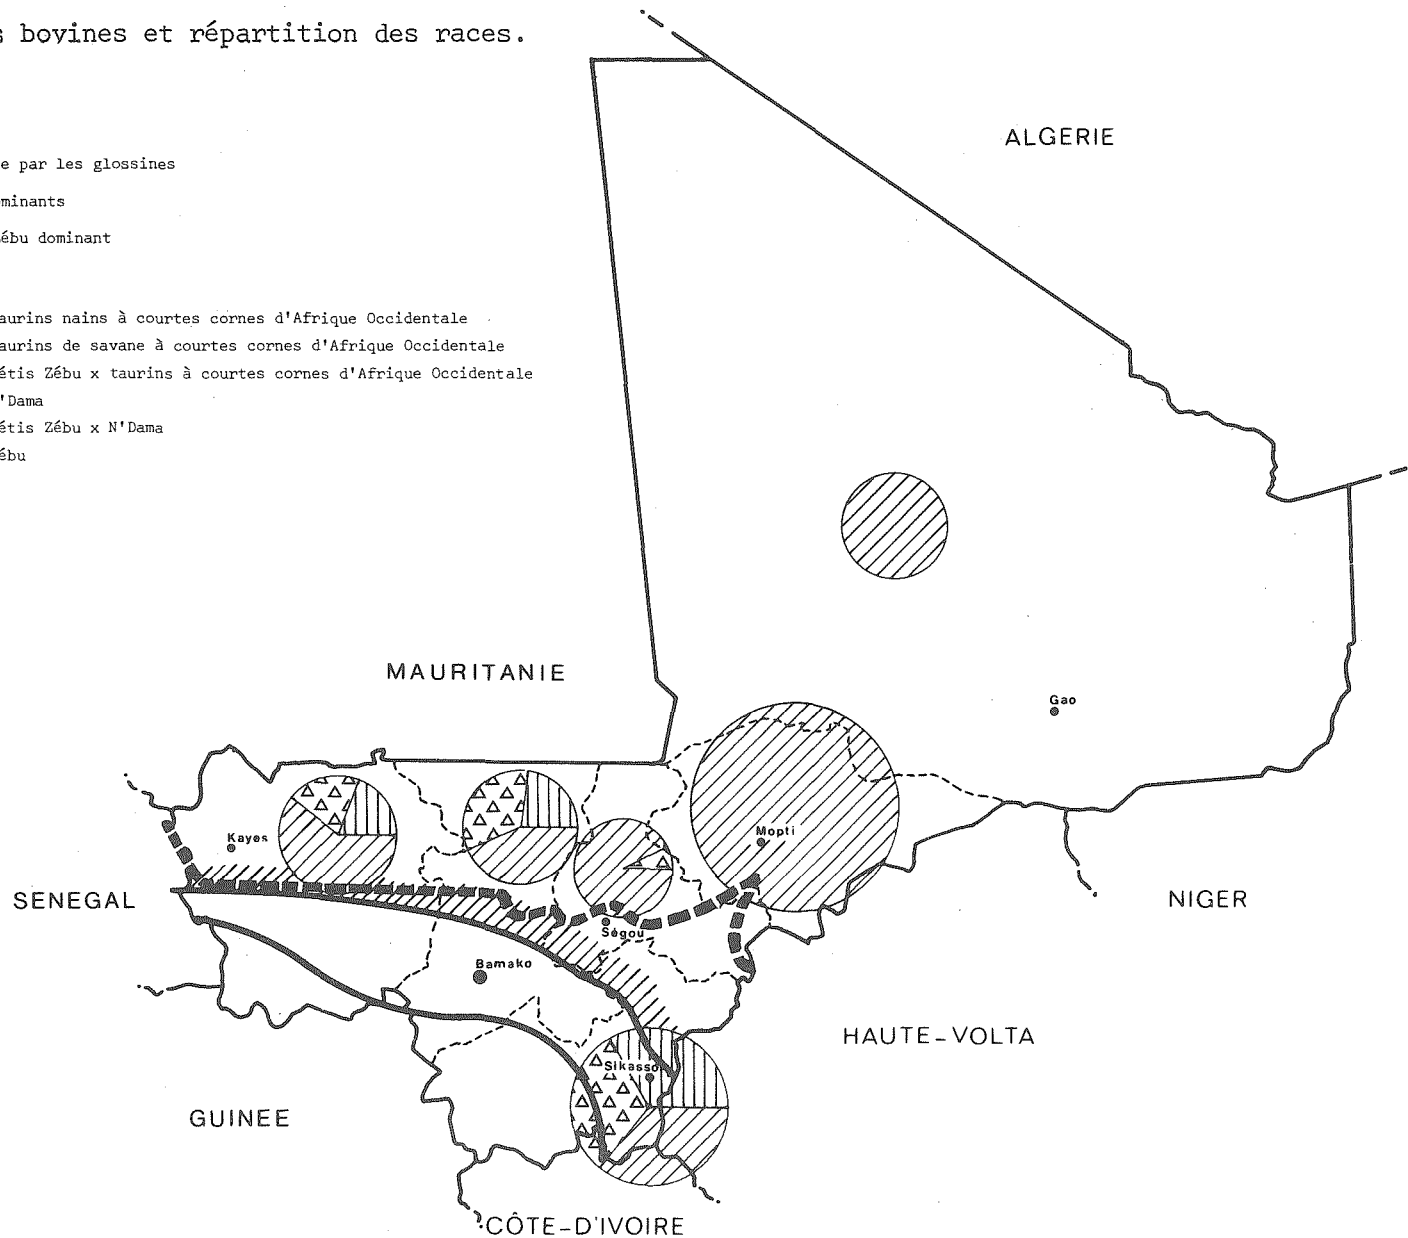 s bovines et répartition des races.
ALGERIE
e par les glossines
minants
ébu dominant
aurins nains à courtes cornes d'Afrique Occidentale
aurins de savane à courtes cornes d'Afrique Occidentale
étis Zébu x taurins à courtes cornes d'Afrique Occidentale
'Dama
étis Zébu x N'Dama
ébu
MAURITANIE
Gao
Mopti
Kayes
SENEGAL
NIGER
Ségou
Bamako
HAUTE-VOLTA
Sikasso
GUINEE
CÔTE-D'IVOIRE